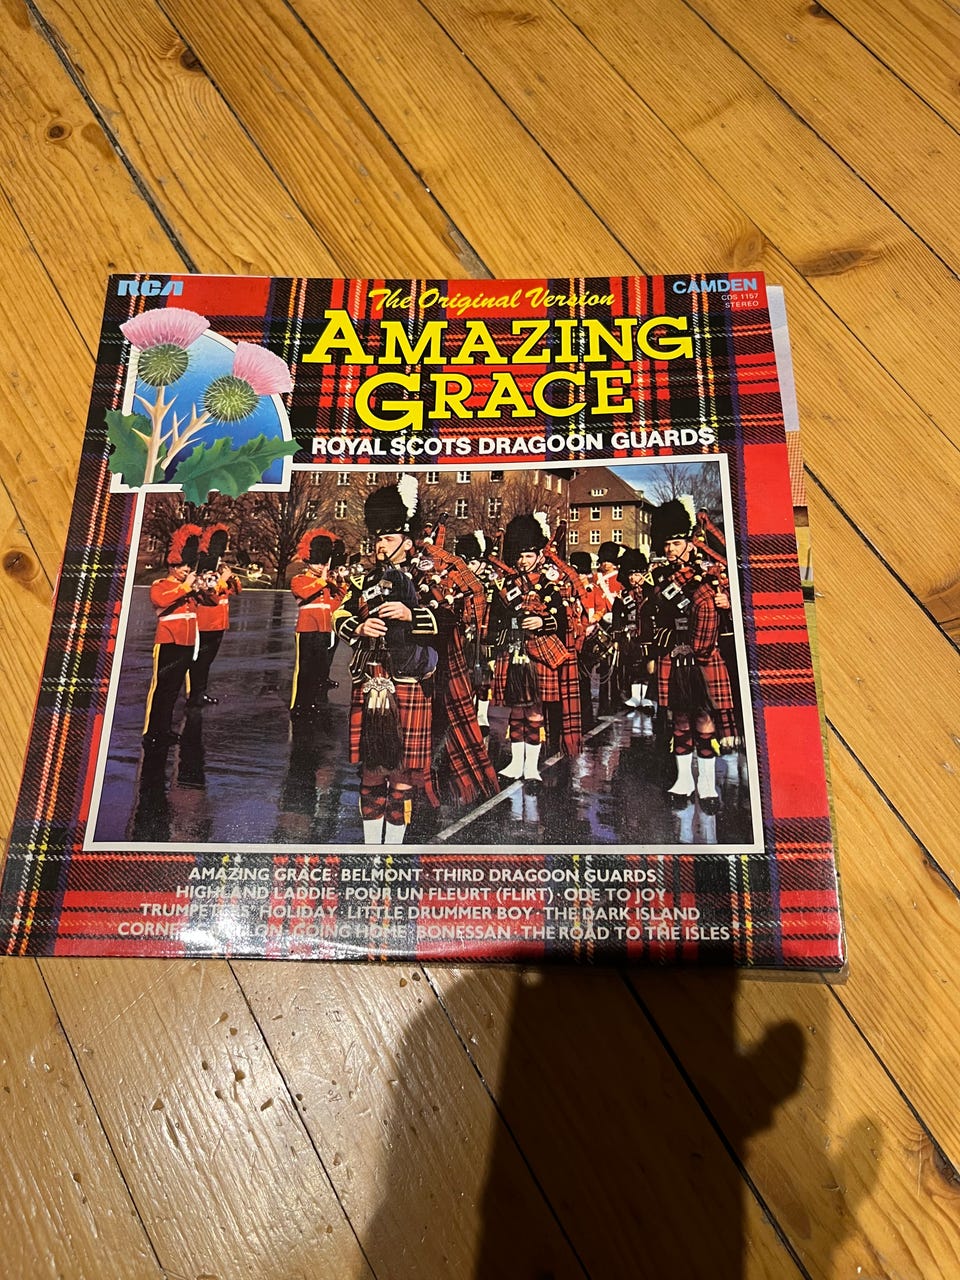 RCA
The Original Version
CAMDEN
CDS 1157
STEREO
AMAZING
GRACE
ROYAL SCOTS DRAGOON GUARDS
AMAZING GRACE · BELMONT · THIRD DRAGOON GUARDS
HIGHLAND LADDIE · POUR UN FLEURT (FLIRT) · ODE TO JOY
TRUMPETERS HOLIDAY · LITTLE DRUMMER BOY · THE DARK ISLAND
GOING HOME · BONESSAN · THE ROAD TO THE ISLES